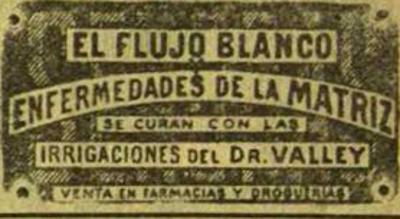 EL FLUJO BLANCO
Y
ENFERMEDADES DE LA MATRIZ
SE CURAN CON LAS
IRRIGACIONES DEL DR. VALLEY
VENTA EN FARMACIAS Y DROGUERIAS